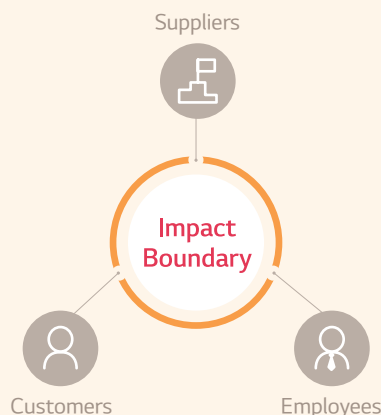 Suppliers
Impact
Boundary
Customers
Employees